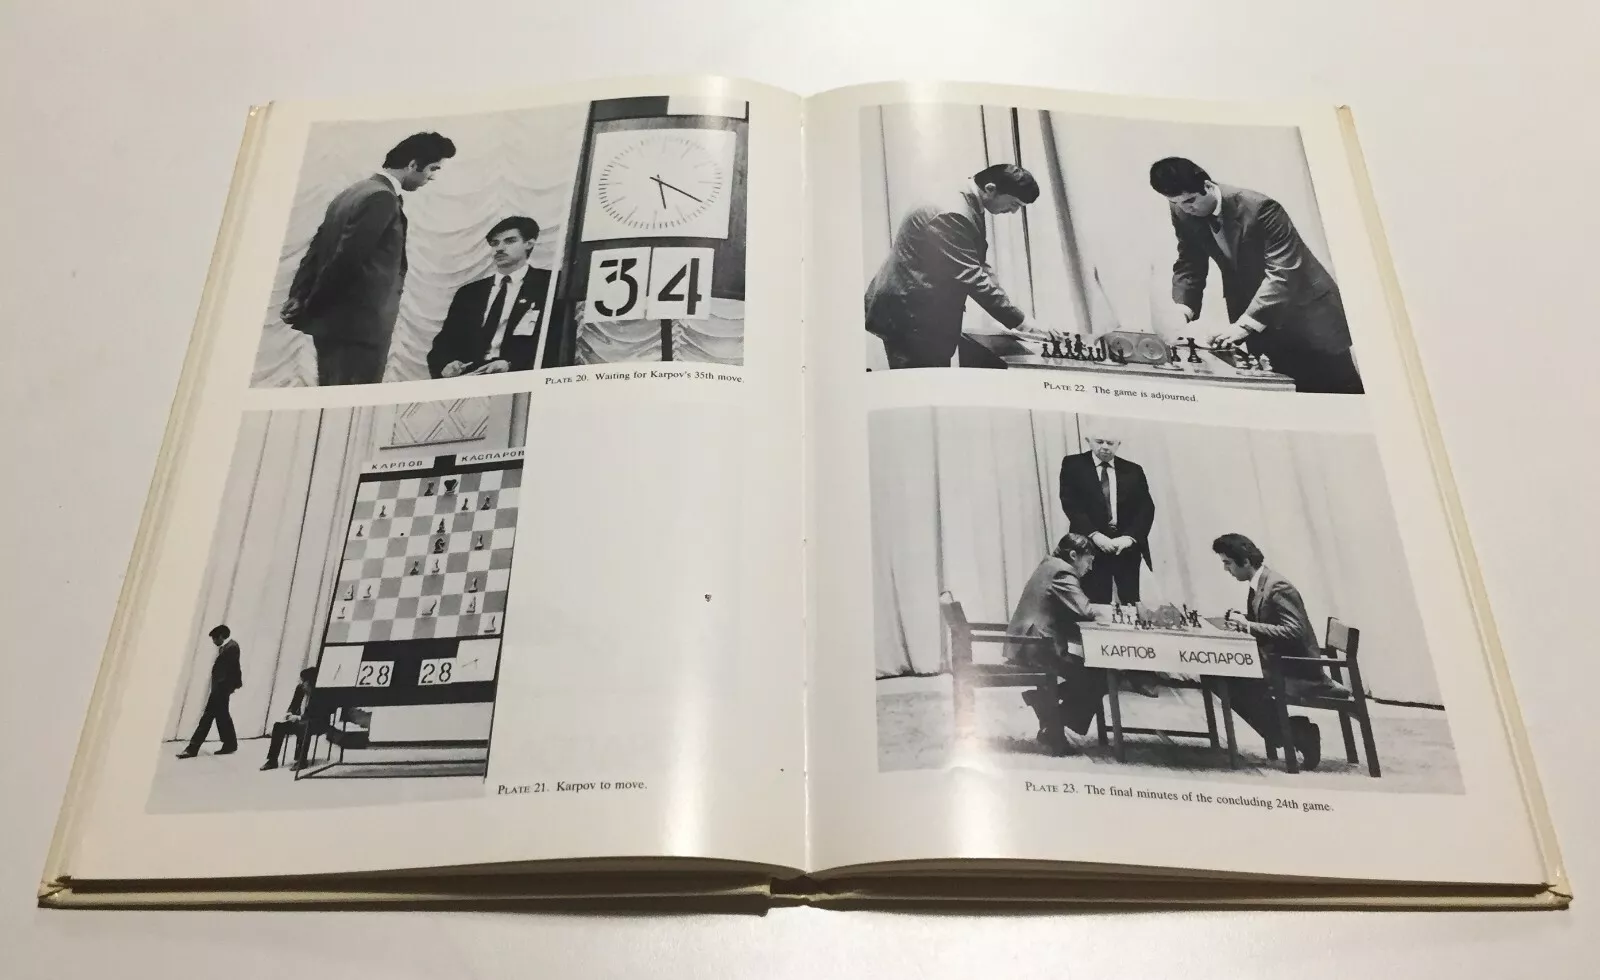 34
PLATE 20. Waiting for Karpov's 35th move.
КАРПОВ КАСПАРОВ
28 28
PLATE 21. Karpov to move.
PLATE 22. The game is adjourned.
КАРПОВ КАСПАРОВ
PLATE 23. The final minutes of the concluding 24th game.